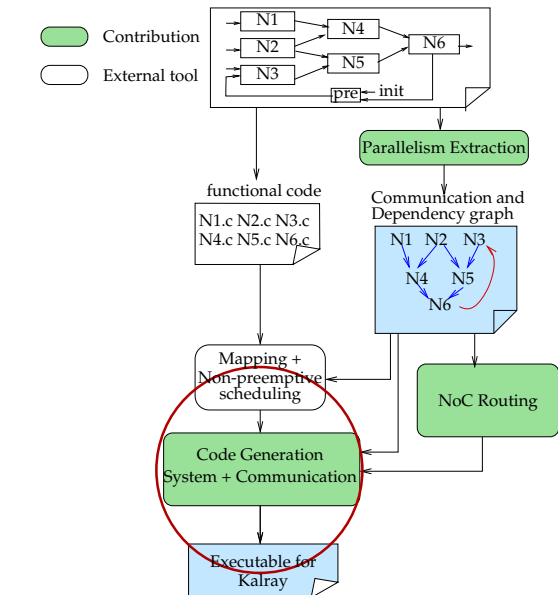 Contribution
External tool
N1
N2
N3
N4
N5
N6
pre
init
Parallelism Extraction
functional code
N1.c N2.c N3.c
N4.c N5.c N6.c
Communication and
Dependency graph
N1 N2 N3
N4 N5
N6
Mapping +
Non-preemptive
scheduling
NoC Routing
Code Generation
System + Communication
Executable for
Kalray